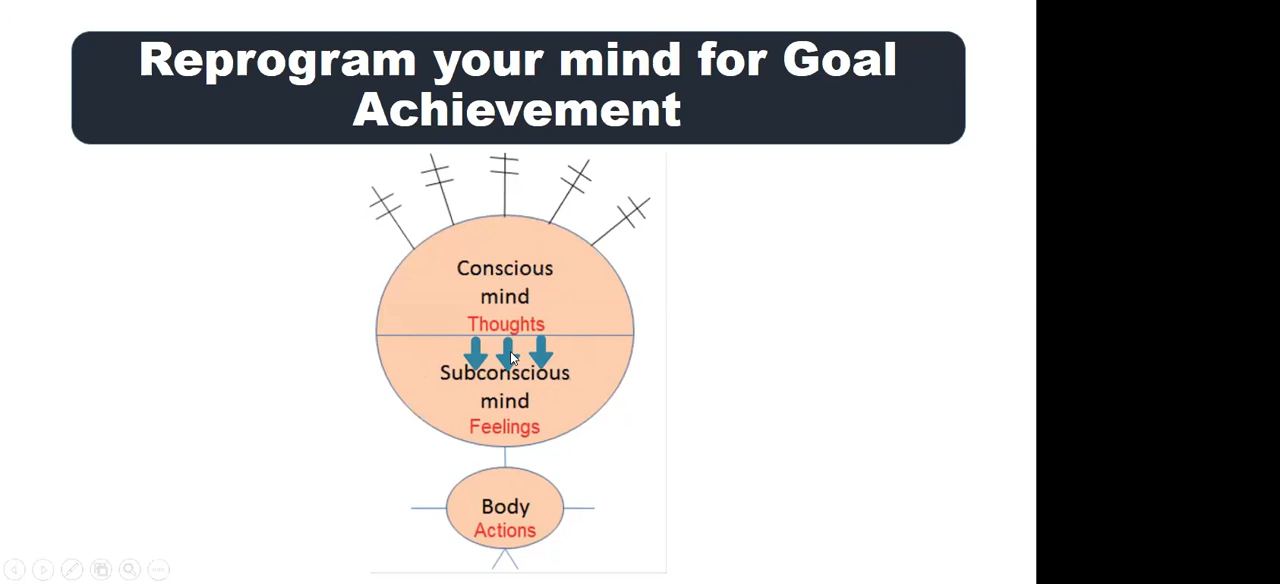 Reprogram your mind for Goal
Achievement
Conscious
mind
Thoughts
Subconscious
mind
Feelings
Body
Actions